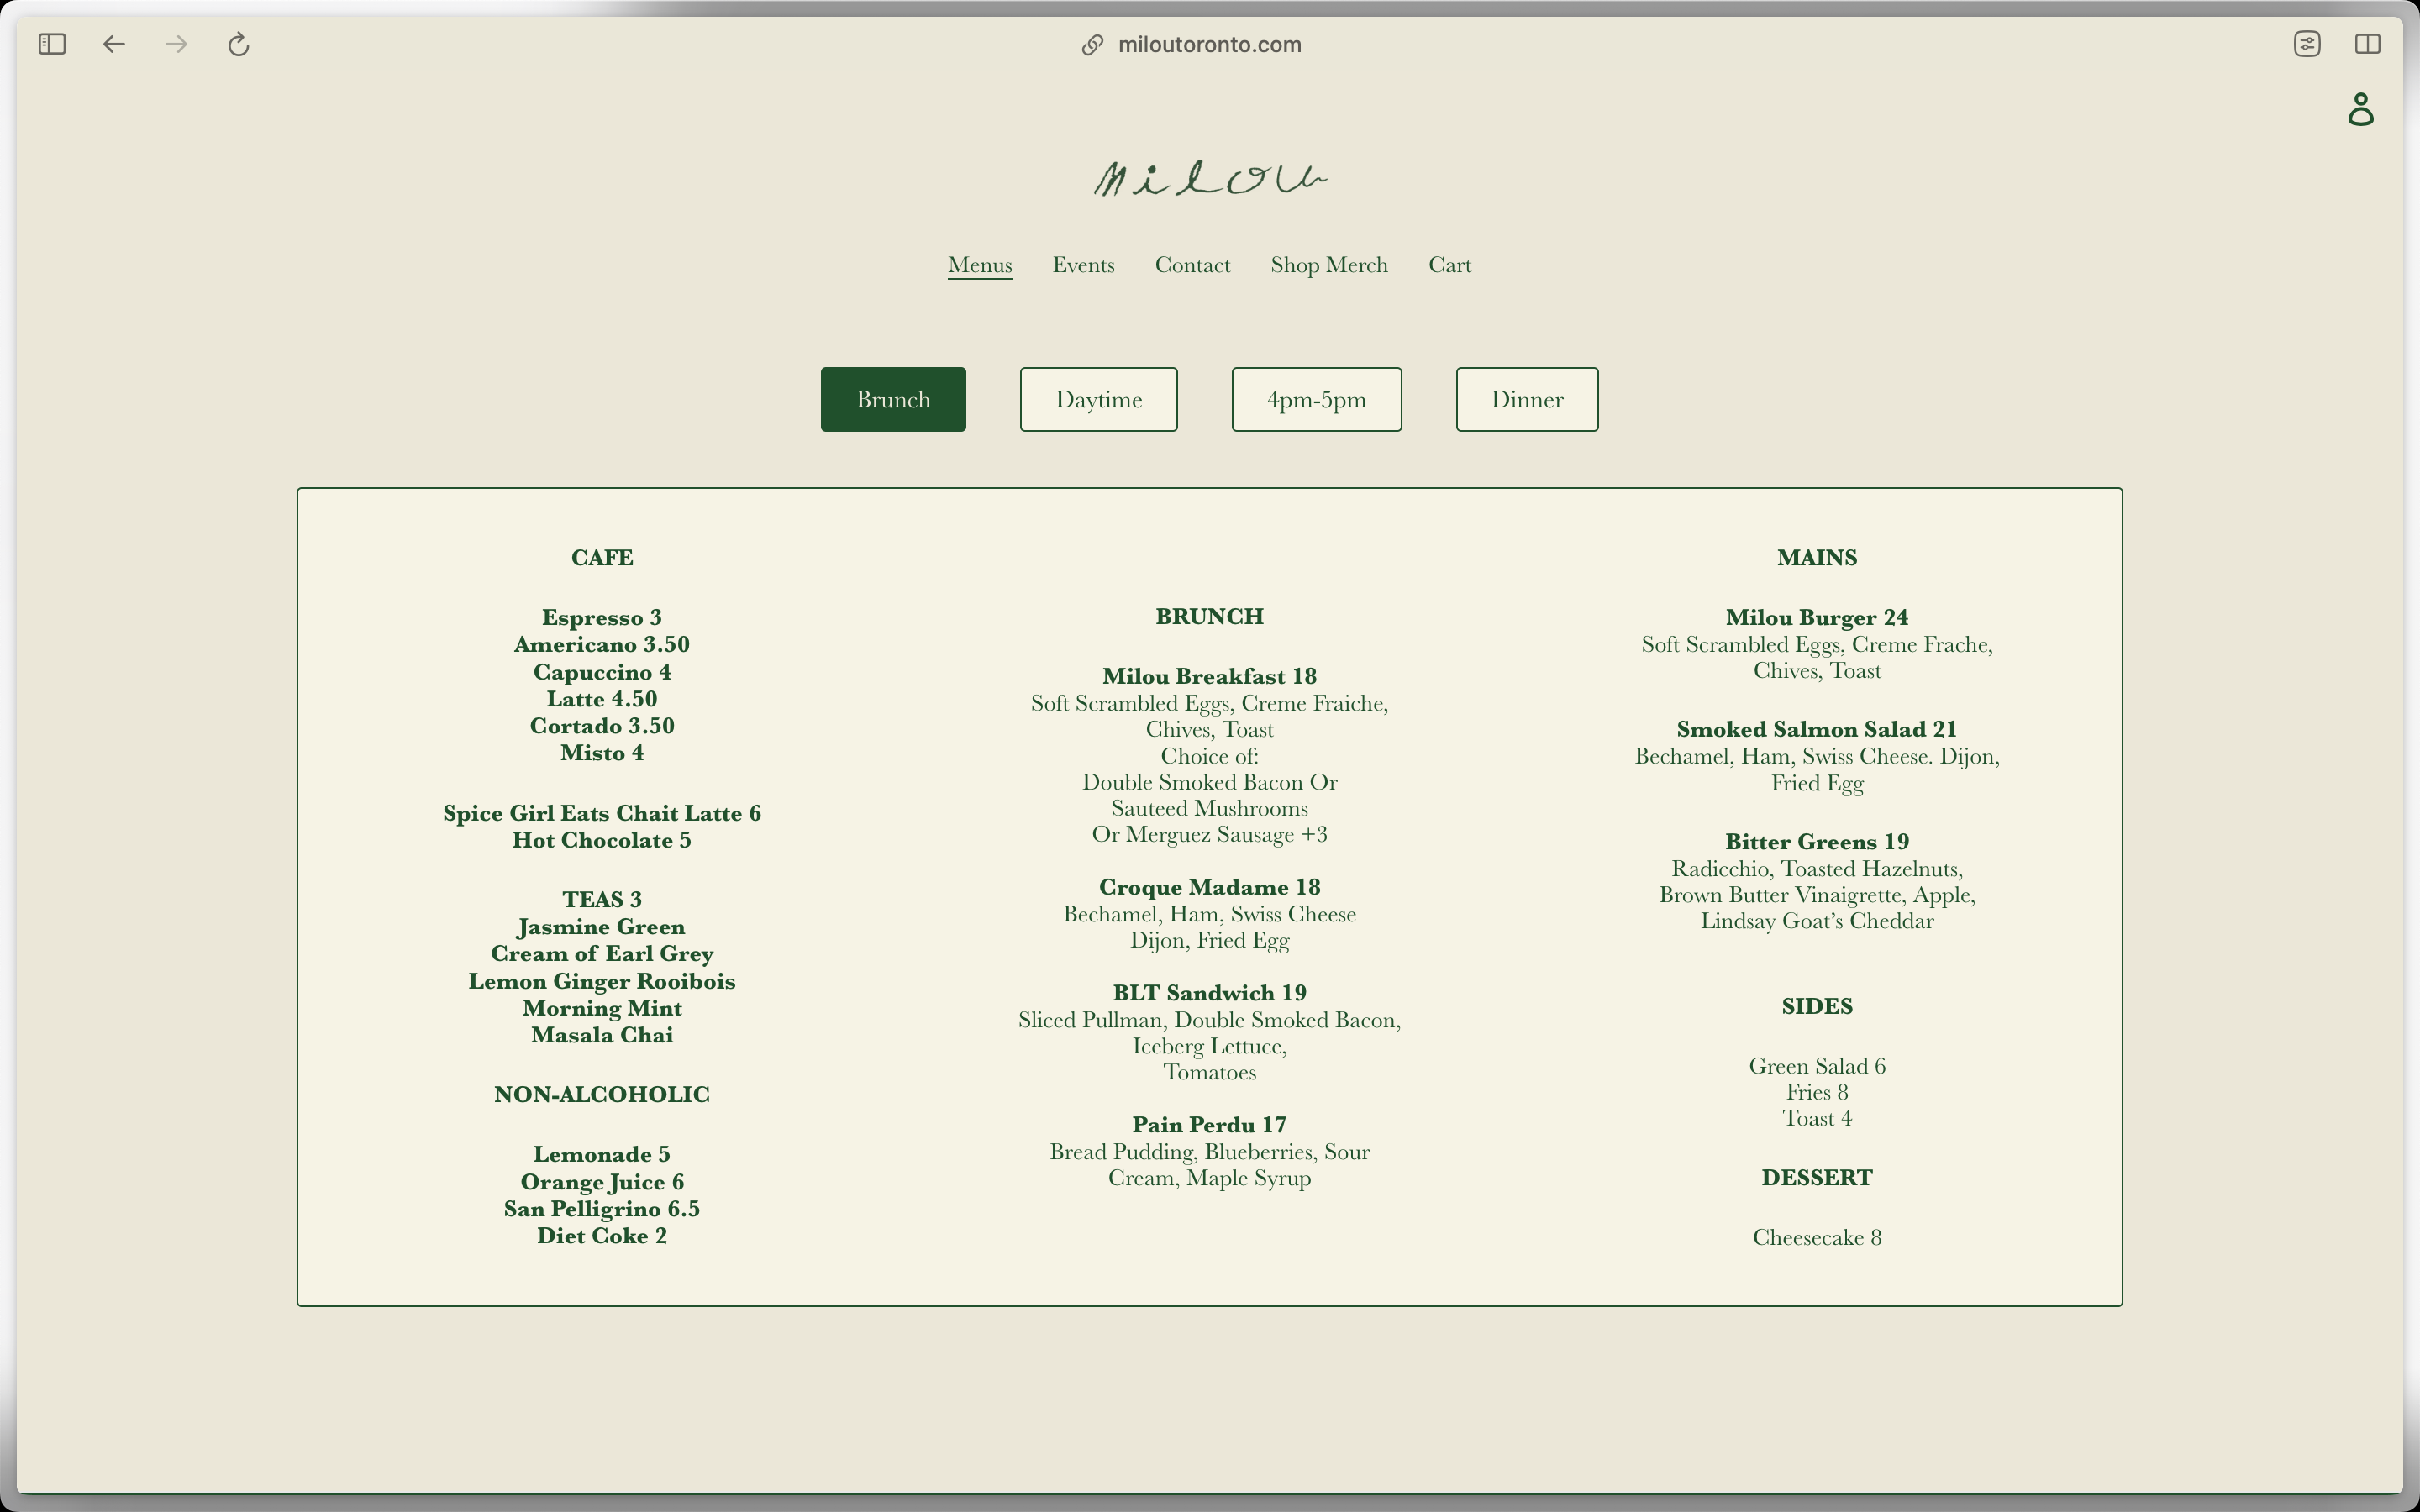 miloutoronto.com
Milou
Menus Events Contact Shop Merch Cart
Brunch Daytime 4pm-5pm Dinner
CAFE
Espresso 3
Americano 3.50
Capuccino 4
Latte 4.50
Cortado 3.50
Misto 4
Spice Girl Eats Chait Latte 6
Hot Chocolate 5
TEAS 3
Jasmine Green
Cream of Earl Grey
Lemon Ginger Rooibois
Morning Mint
Masala Chai
NON-ALCOHOLIC
Lemonade 5
Orange Juice 6
San Pelligrino 6.5
Diet Coke 2
BRUNCH
Milou Breakfast 18
Soft Scrambled Eggs, Creme Fraiche,
Chives, Toast
Choice of:
Double Smoked Bacon Or
Sauteed Mushrooms
Or Merguez Sausage +3
Croque Madame 18
Bechamel, Ham, Swiss Cheese
Dijon, Fried Egg
BLT Sandwich 19
Sliced Pullman, Double Smoked Bacon,
Iceberg Lettuce,
Tomatoes
Pain Perdu 17
Bread Pudding, Blueberries, Sour
Cream, Maple Syrup
MAINS
Milou Burger 24
Soft Scrambled Eggs, Creme Frache,
Chives, Toast
Smoked Salmon Salad 21
Bechamel, Ham, Swiss Cheese. Dijon,
Fried Egg
Bitter Greens 19
Radicchio, Toasted Hazelnuts,
Brown Butter Vinaigrette, Apple,
Lindsay Goat’s Cheddar
SIDES
Green Salad 6
Fries 8
Toast 4
DESSERT
Cheesecake 8